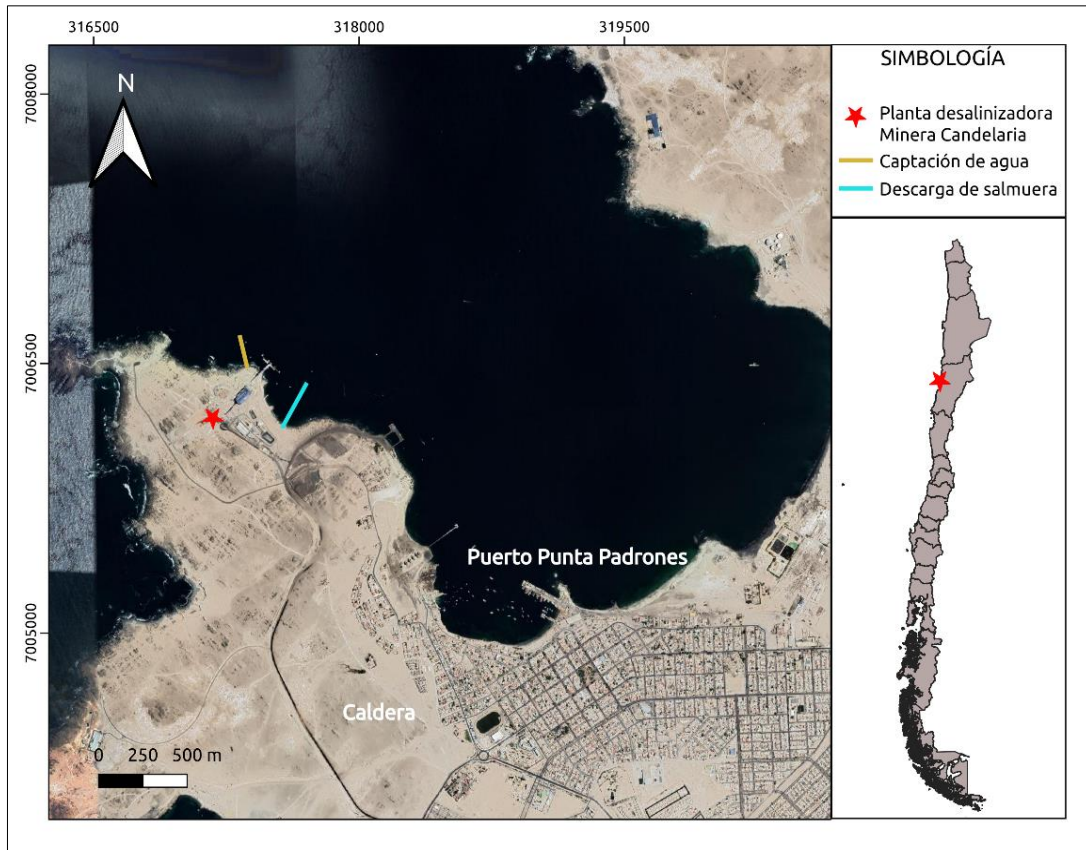 316500
318000
319500
7008000
7006500
7005000
N
Puerto Punta Padrones
Caldera
0 250 500 m
SIMBOLOGÍA
Planta desalinizadora
Minera Candelaria
Captación de agua
Descarga de salmuera